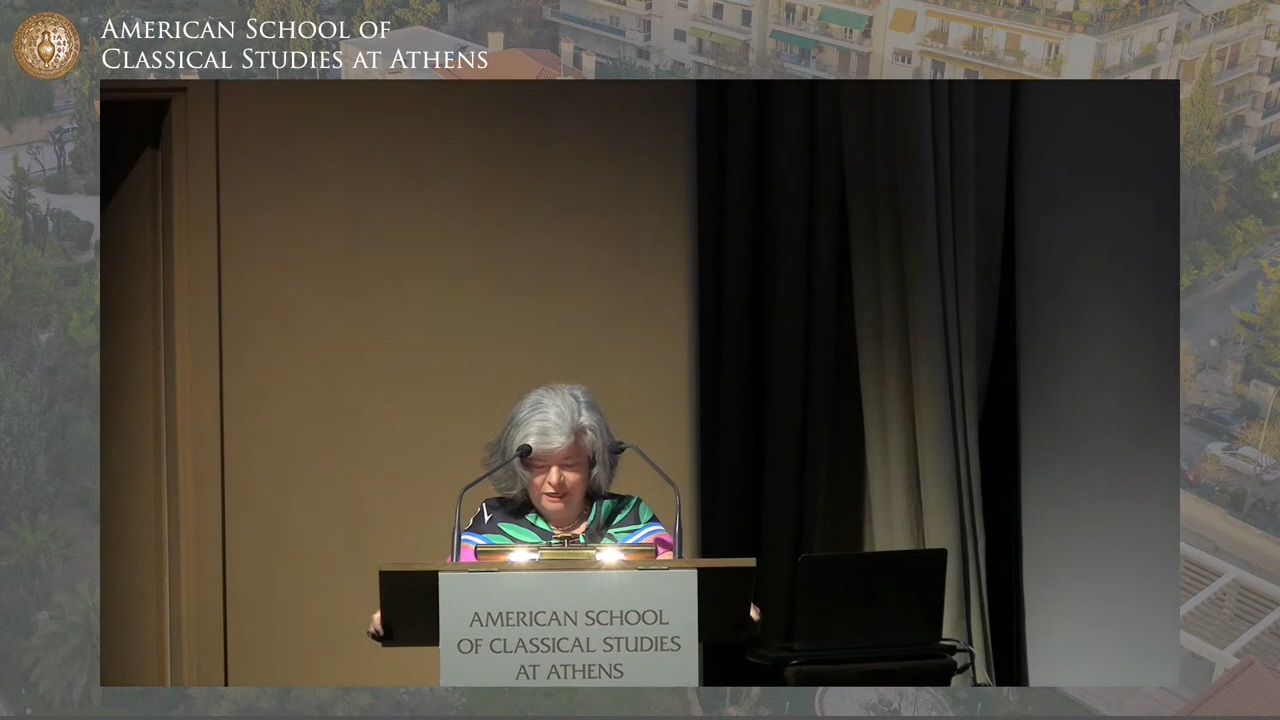 AMERICAN SCHOOL OF
CLASSICAL STUDIES AT ATHENS
AMERICAN SCHOOL
OF CLASSICAL STUDIES
AT ATHENS